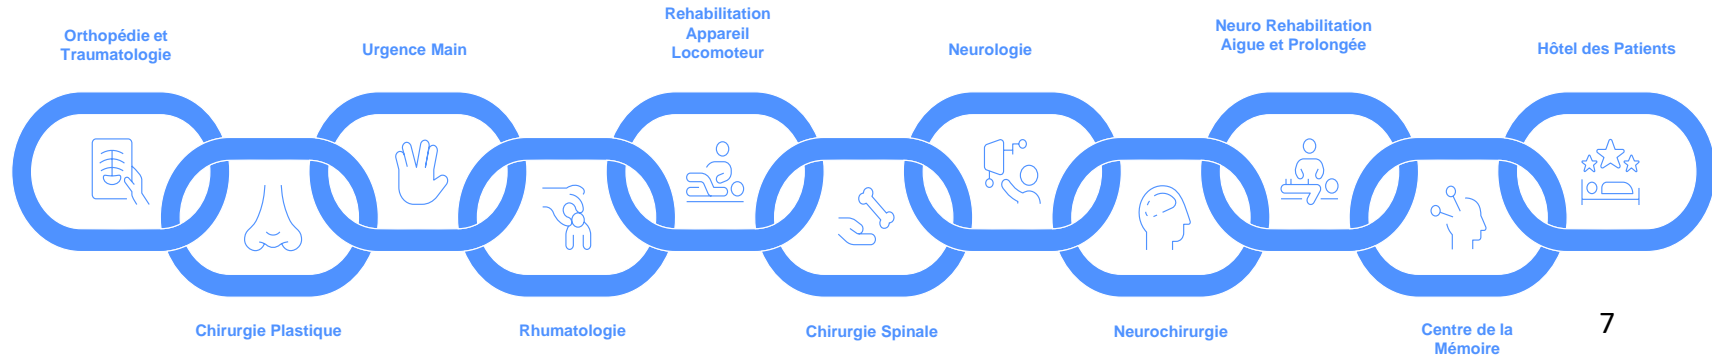 Orthopédie et
Traumatologie
Urgence Main
Rehabilitation
Appareil
Locomoteur
Neurologie
Neuro Rehabilitation
Aigue et Prolongée
Hôtel des Patients
Chirurgie Plastique
Rhumatologie
Chirurgie Spinale
Neurochirurgie
Centre de la
Mémoire
7